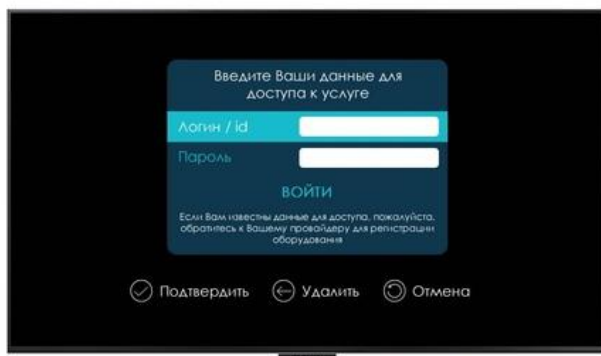 Введите Ваши данные для
доступа к услуге
Логин / id
Пароль
ВОЙТИ
Если Вам известны данные для доступа, пожалуйста,
обратитесь к Вашему провайдеру для регистрации
оборудования
Подтвердить Удалить Отмена